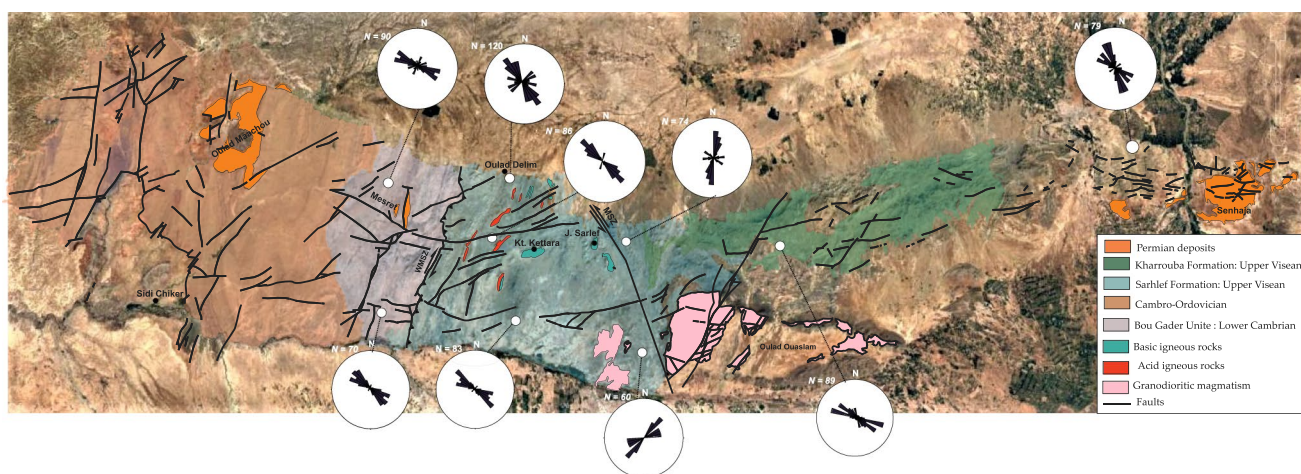 N
N = 90
N
N = 120
N
N = 86
N
N = 74
N
N = 79
Oulad Maachou
Oulad Delim
Mesret
MSZ
J. Sarlef
Kt. Kettara
WMSZ
Senhaja
Sidi Chiker
Oulad Ouaslam
N
N = 70
N
N = 83
N
N = 60
N
N = 89
Permian deposits
Kharrouba Formation: Upper Visean
Sarhlef Formation: Upper Visean
Cambro-Ordovician
Bou Gader Unite : Lower Cambrian
Basic igneous rocks
Acid igneous rocks
Granodioritic magmatism
Faults